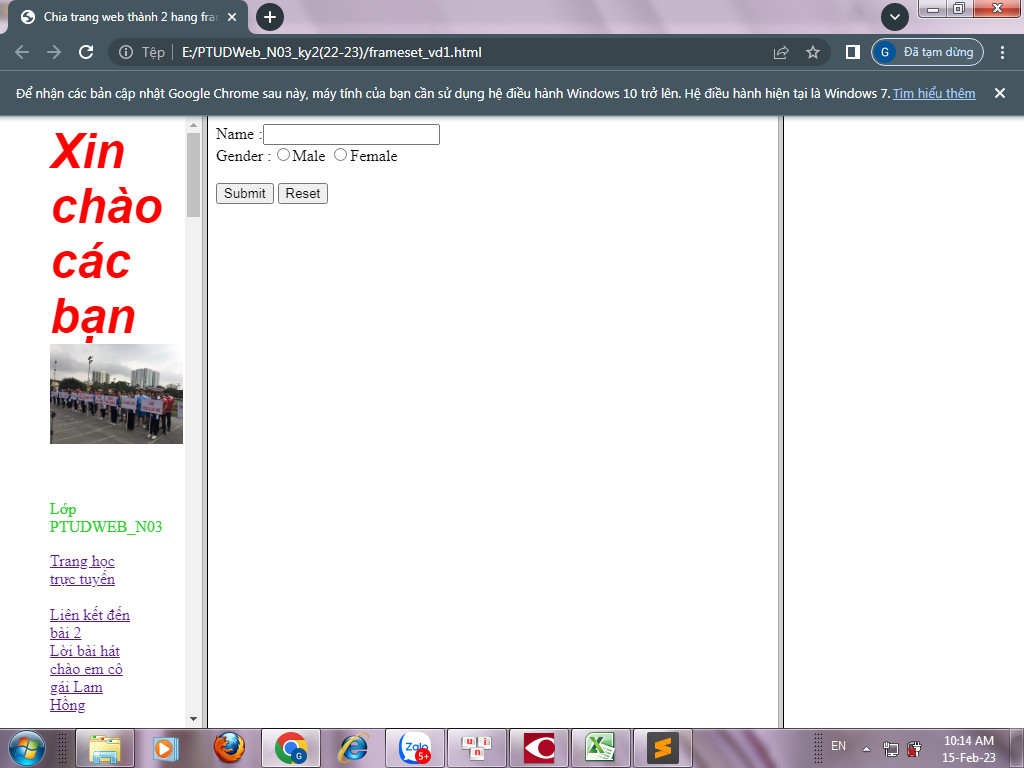 Chia trang web thành 2 hang fran
Tệp
E:/PTUDWeb_N03_ky2(22-23)/frameset_vd1.html
G
Đã tạm dừng
Để nhận các bản cập nhật Google Chrome sau này, máy tính của bạn cần sử dụng hệ điều hành Windows 10 trở lên. Hệ điều hành hiện tại là Windows 7. Tìm hiểu thêm
Xin
chào
các
bạn
Lớp
PTUDWEB_N03
Trang học
trực tuyến
Liên kết đến
bài 2
Lời bài hát
chào em cô
gái Lam
Hồng
Name :
Gender : Male Female
Submit Reset
G
Zalo
5+
u n i
EN
10:14 AM
15-Feb-23